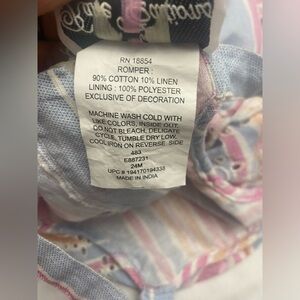 RN 18854
ROMPER :
90% COTTON 10% LINEN
LINING : 100% POLYESTER
EXCLUSIVE OF DECORATION
MACHINE WASH COLD WITH
LIKE COLORS, INSIDE OUT,
DO NOT BLEACH, DELICATE
CYCLE, TUMBLE DRY LOW,
COOL IRON ON REVERSE SIDE
483
E887231
24M
UPC # 194170194338
MADE IN INDIA